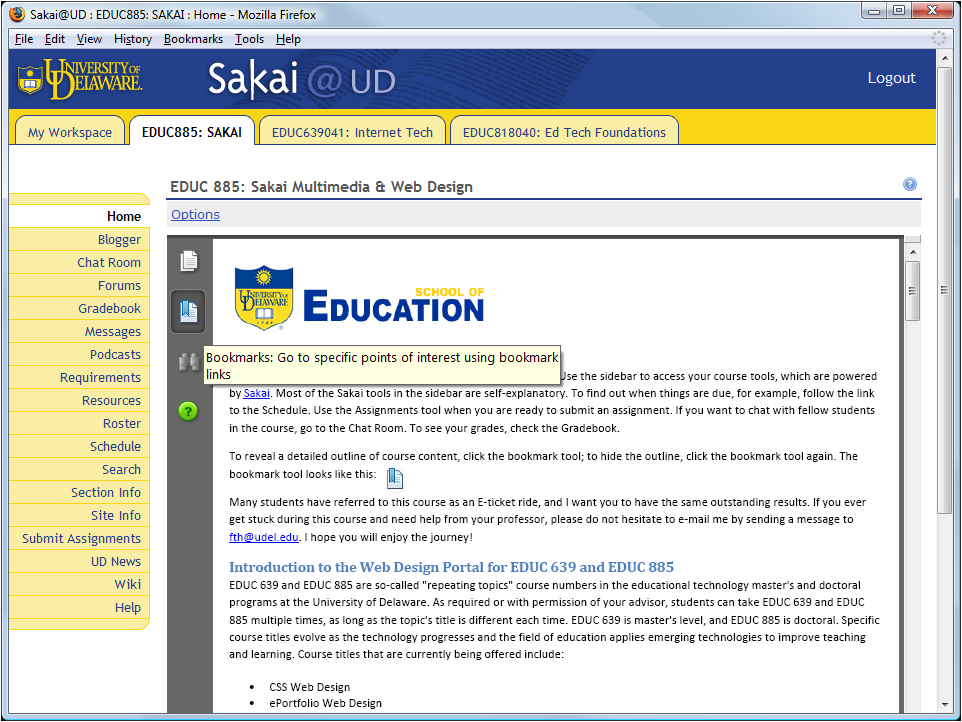 Sakai@UD : EDUC885: SAKAI : Home - Mozilla Firefox
File Edit View History Bookmarks Tools Help
UNIVERSITY OF DELAWARE.
Sakai @ UD
Logout
My Workspace
EDUC885: SAKAI
EDUC639041: Internet Tech
EDUC818040: Ed Tech Foundations
EDUC 885: Sakai Multimedia & Web Design
Options
Home
Blogger
Chat Room
Forums
Gradebook
Messages
Podcasts
Requirements
Resources
Roster
Schedule
Search
Section Info
Site Info
Submit Assignments
UD News
Wiki
Help
UNIVERSITY OF DELAWARE
1743
SCHOOL OF
EDUCATION
Bookmarks: Go to specific points of interest using bookmark
links
Use the sidebar to access your course tools, which are powered
by Sakai. Most of the Sakai tools in the sidebar are self-explanatory. To find out when things are due, for example, follow the link
to the Schedule. Use the Assignments tool when you are ready to submit an assignment. If you want to chat with fellow students
in the course, go to the Chat Room. To see your grades, check the Gradebook.
To reveal a detailed outline of course content, click the bookmark tool; to hide the outline, click the bookmark tool again. The
bookmark tool looks like this:
Many students have referred to this course as an E-ticket ride, and I want you to have the same outstanding results. If you ever
get stuck during this course and need help from your professor, please do not hesitate to e-mail me by sending a message to
fth@udel.edu. I hope you will enjoy the journey!
Introduction to the Web Design Portal for EDUC 639 and EDUC 885
EDUC 639 and EDUC 885 are so-called "repeating topics" course numbers in the educational technology master's and doctoral
programs at the University of Delaware. As required or with permission of your advisor, students can take EDUC 639 and EDUC
885 multiple times, as long as the topic's title is different each time. EDUC 639 is master's level, and EDUC 885 is doctoral. Specific
course titles evolve as the technology progresses and the field of education applies emerging technologies to improve teaching
and learning. Course titles that are currently being offered include:
• CSS Web Design
• ePortfolio Web Design